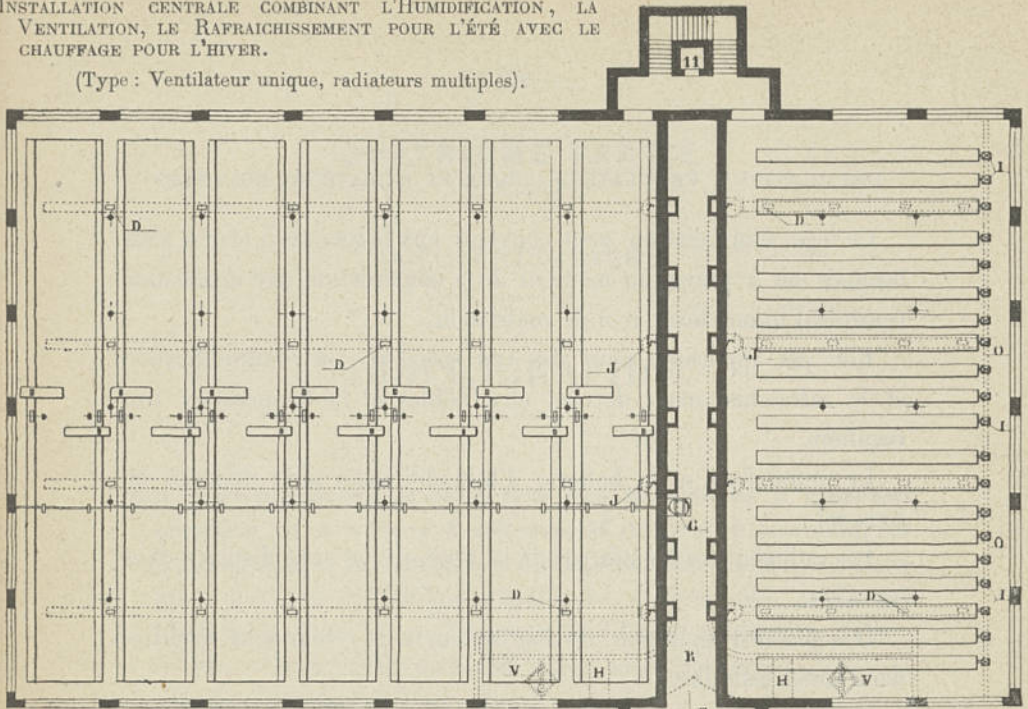 INSTALLATION CENTRALE COMBINANT L'HUMIDIFICATION, LA
VENTILATION, LE RAFRAICHISSEMENT POUR L'ÉTÉ AVEC LE
CHAUFFAGE POUR L'HIVER.
(Type : Ventilateur unique, radiateurs multiples).
11
I
D
D
O
D
J
J
I
J
G
O
D
D
I
R
V
H
H
V